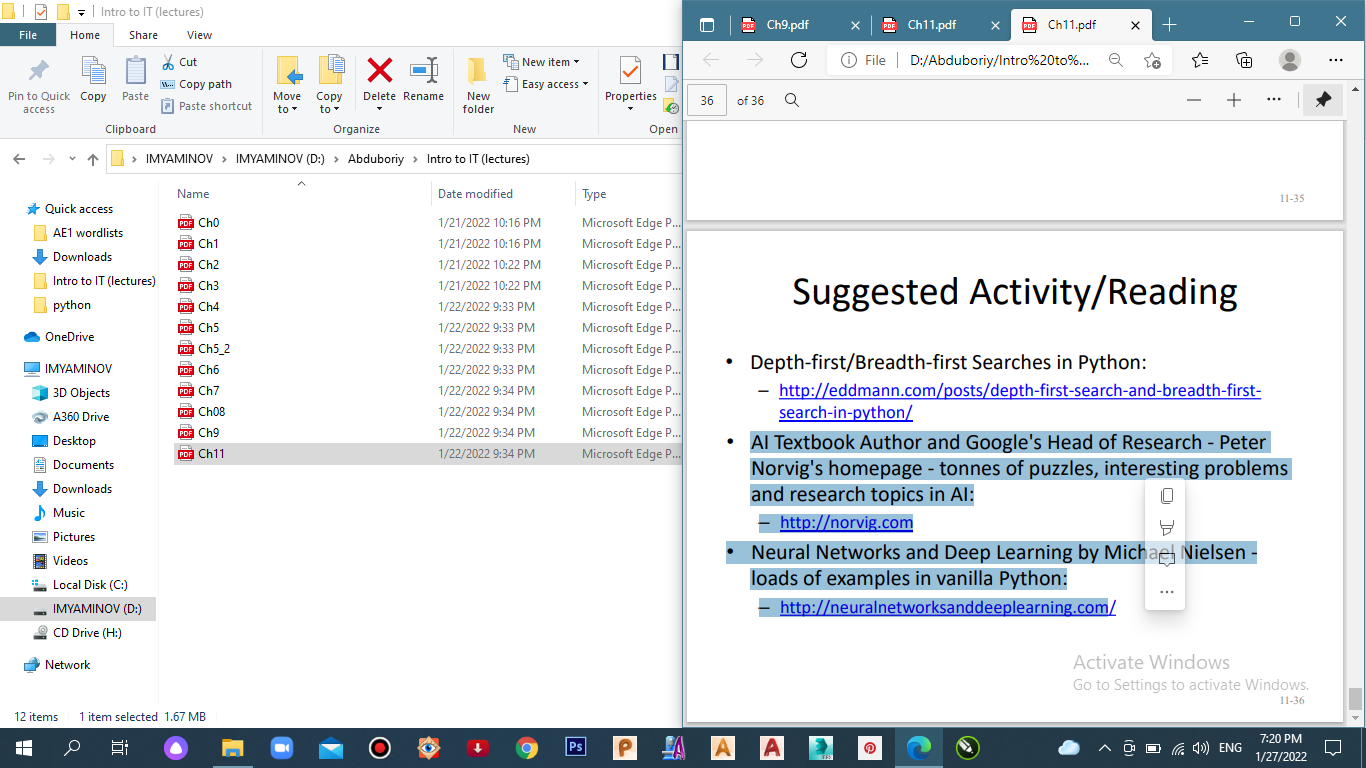 Intro to IT (lectures)
File
Home
Share
View
Pin to Quick
access
Copy
Paste
Cut
Copy path
Paste shortcut
Clipboard
Move
to
Copy
to
Delete
Rename
Organize
New
folder
New item
Easy access
New
Properties
Open
IMYAMINOV
IMYAMINOV (D:)
Abduboriy
Intro to IT (lectures)
Quick access
AE1 wordlists
Downloads
Intro to IT (lectures)
python
OneDrive
IMYAMINOV
3D Objects
A360 Drive
Desktop
Documents
Downloads
Music
Pictures
Videos
Local Disk (C:)
IMYAMINOV (D:)
CD Drive (H:)
Network
Name Date modified Type
Ch0 1/21/2022 10:16 PM Microsoft Edge P...
Ch1 1/21/2022 10:16 PM Microsoft Edge P...
Ch2 1/21/2022 10:22 PM Microsoft Edge P...
Ch3 1/21/2022 10:22 PM Microsoft Edge P...
Ch4 1/22/2022 9:33 PM Microsoft Edge P...
Ch5 1/22/2022 9:33 PM Microsoft Edge P...
Ch5_2 1/22/2022 9:33 PM Microsoft Edge P...
Ch6 1/22/2022 9:33 PM Microsoft Edge P...
Ch7 1/22/2022 9:34 PM Microsoft Edge P...
Ch08 1/22/2022 9:34 PM Microsoft Edge P...
Ch9 1/22/2022 9:34 PM Microsoft Edge P...
Ch11 1/22/2022 9:34 PM Microsoft Edge P...
12 items 1 item selected 1.67 MB
Ch9.pdf
Ch11.pdf
Ch11.pdf
File D:/Abduboriy/Intro%20to%...
36 of 36
11-35
Suggested Activity/Reading
• Depth-first/Breadth-first Searches in Python:
– http://eddmann.com/posts/depth-first-search-and-breadth-first-
search-in-python/
• AI Textbook Author and Google's Head of Research - Peter
Norvig's homepage - tonnes of puzzles, interesting problems
and research topics in AI:
– http://norvig.com
• Neural Networks and Deep Learning by Michael Nielsen -
loads of examples in vanilla Python:
– http://neuralnetworksanddeeplearning.com/
Activate Windows
Go to Settings to activate Windows.
11-36
ENG
7:20 PM
1/27/2022